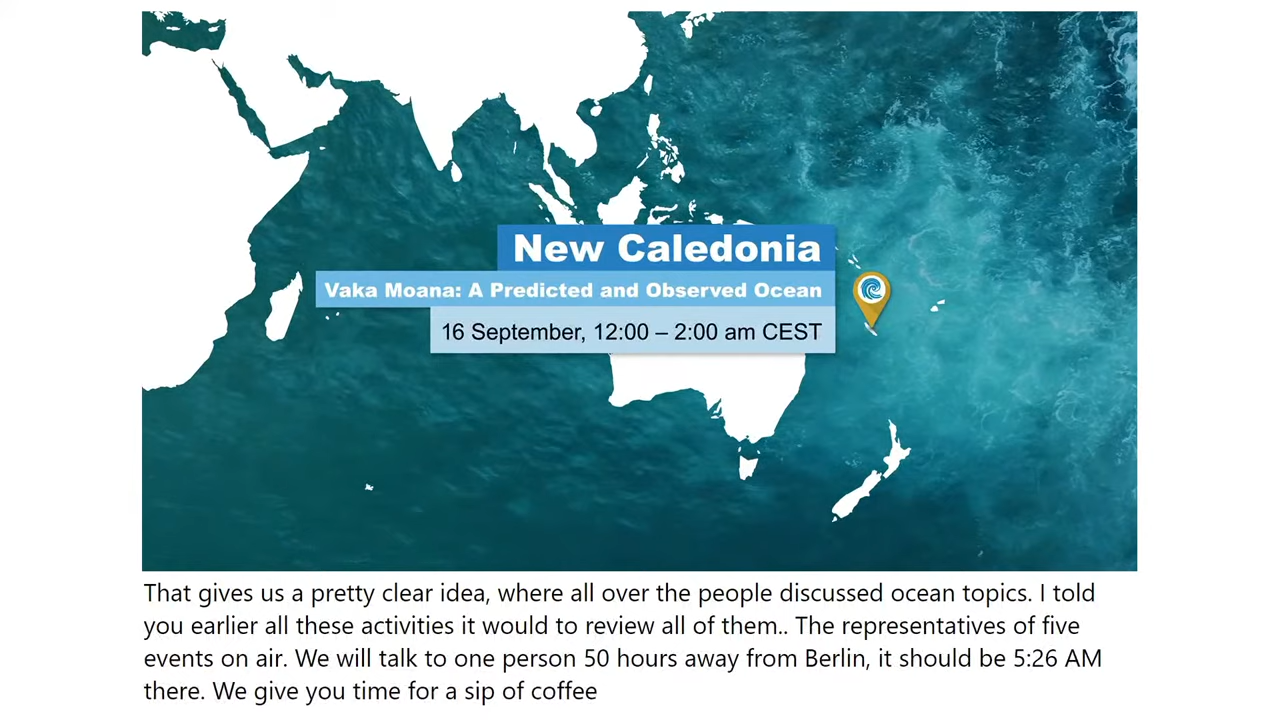 New Caledonia
Vaka Moana: A Predicted and Observed Ocean
16 September, 12:00 – 2:00 am CEST
That gives us a pretty clear idea, where all over the people discussed ocean topics. I told
you earlier all these activities it would to review all of them.. The representatives of five
events on air. We will talk to one person 50 hours away from Berlin, it should be 5:26 AM
there. We give you time for a sip of coffee